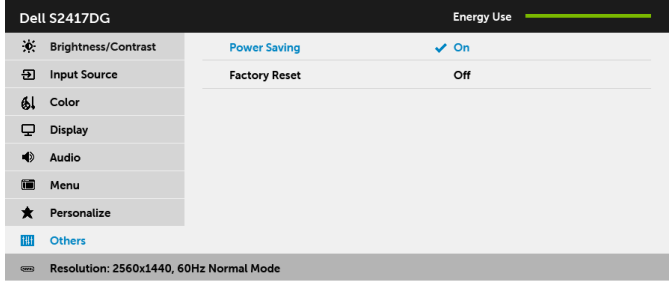 Dell S2417DG Energy Use
Brightness/Contrast Power Saving On
Input Source Factory Reset Off
Color
Display
Audio
Menu
Personalize
Others
Resolution: 2560x1440, 60Hz Normal Mode